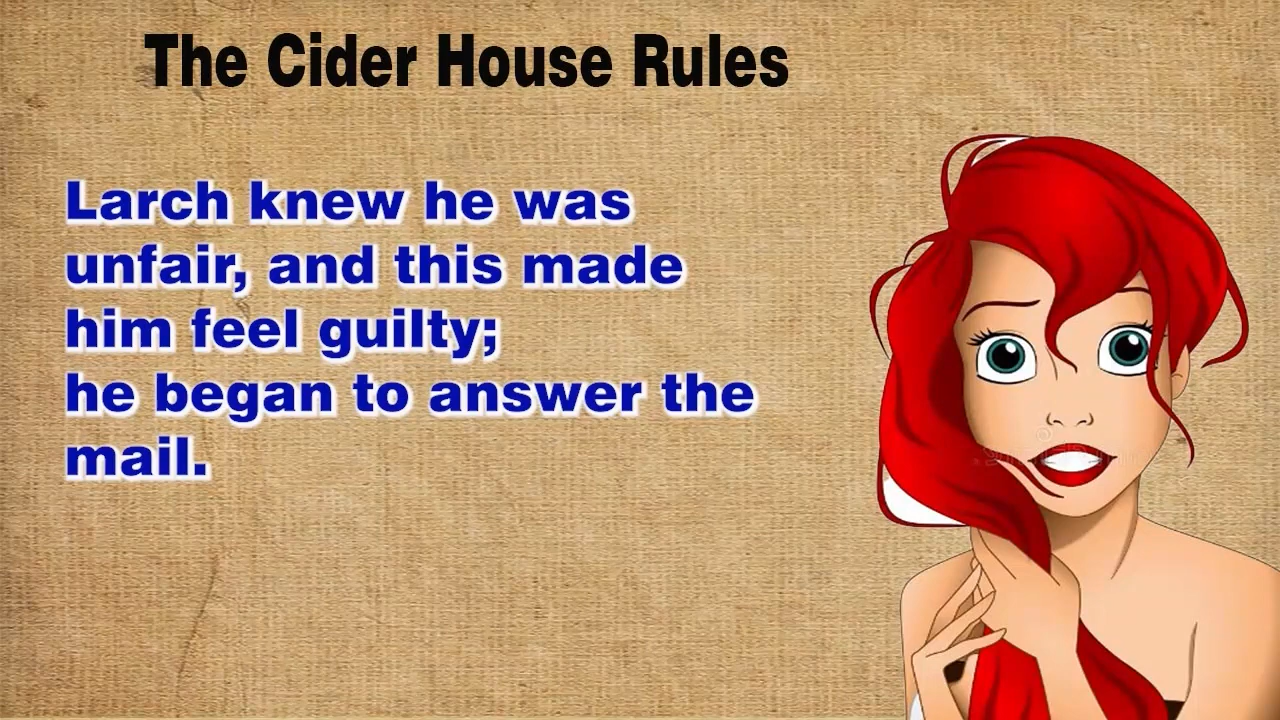 The Cider House Rules
Larch knew he was
unfair, and this made
him feel guilty;
he began to answer the
mail.